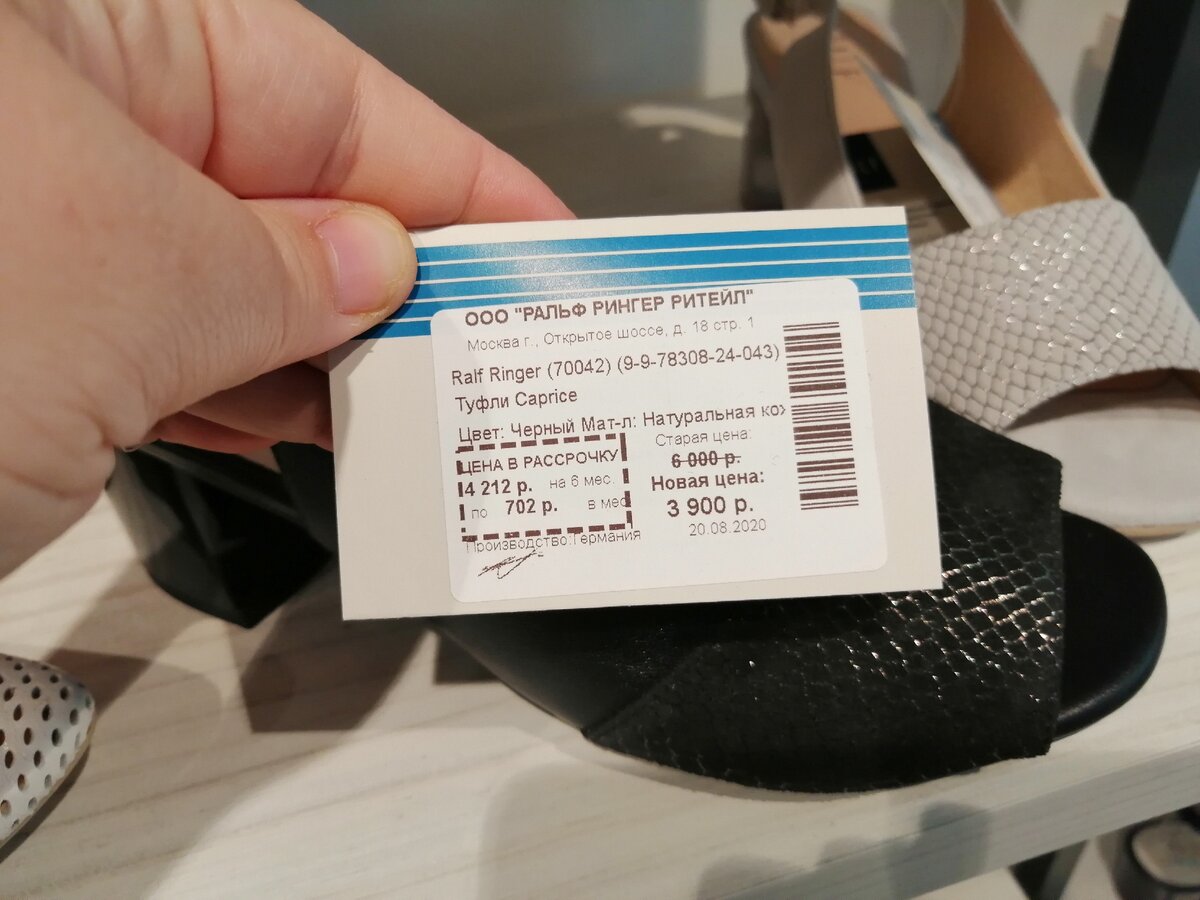 ООО "РАЛЬФ РИНГЕР РИТЕЙЛ"
Москва г., Открытое шоссе, д. 18 стр. 1
Ralf Ringer (70042) (9-9-78308-24-043)
Туфли Caprice
Цвет: Черный Мат-л: Натуральная кож
ЦЕНА В РАССРОЧКУ
4 212 р. на 6 мес.
по 702 р. в мес
Производство:Германия
Старая цена:
6 000 р.
Новая цена:
3 900 р.
20.08.2020